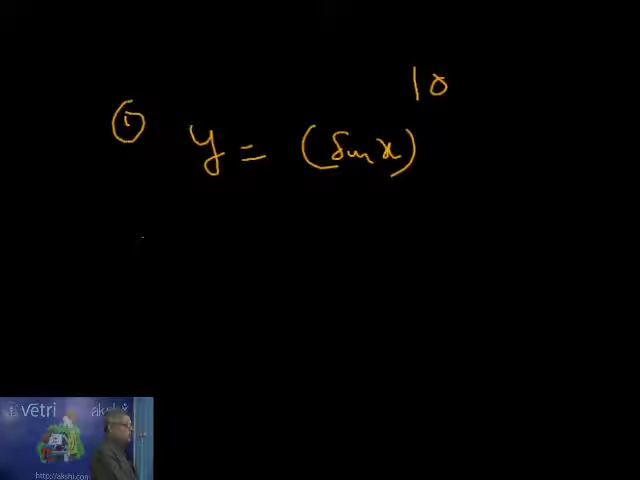 ① y = (sin x)^10
vetri
akshi
http://akshi.com